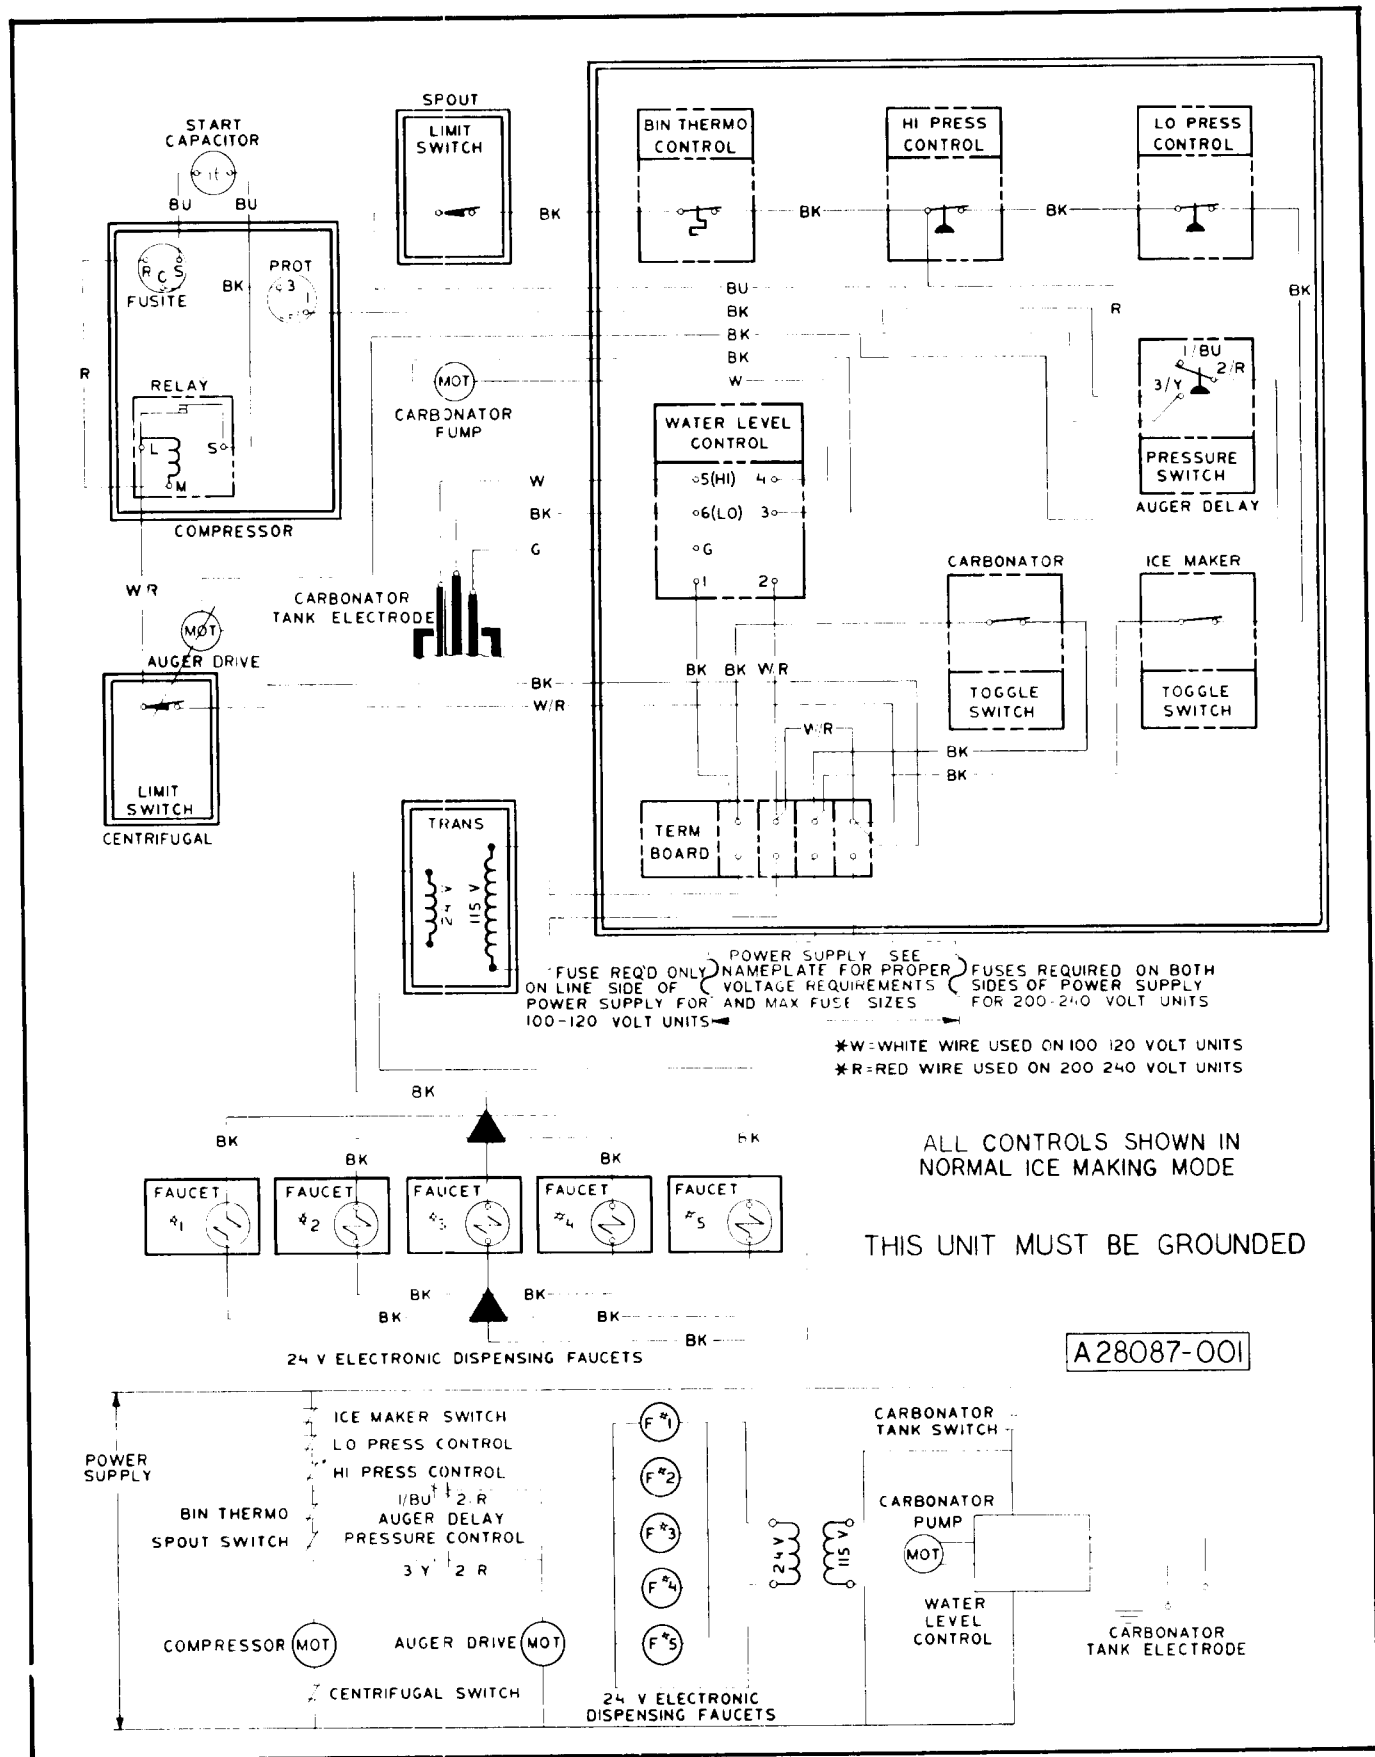 START
CAPACITOR
BU
BU
SPOUT
LIMIT
SWITCH
BK
BIN THERMO
CONTROL
BK
HI PRESS
CONTROL
BK
LO PRESS
CONTROL
BK
R C S
FUSITE
BK
PROT
3
1
R
RELAY
L
S
M
COMPRESSOR
BU
BK
BK
BK
W
R
MOT
CARBONATOR
PUMP
1/BU
2/R
3/Y
PRESSURE
SWITCH
AUGER DELAY
WATER LEVEL
CONTROL
5(HI) 4
6(LO) 3
G
1 2
W
BK
G
CARBONATOR
TANK ELECTRODE
W/R
MOT
AUGER DRIVE
LIMIT
SWITCH
CENTRIFUGAL
BK
W/R
BK BK W/R
CARBONATOR
TOGGLE
SWITCH
ICE MAKER
TOGGLE
SWITCH
W/R
BK
BK
TERM
BOARD
TRANS
24 V
115 V
FUSE REQ'D ONLY
ON LINE SIDE OF
POWER SUPPLY FOR
100-120 VOLT UNITS
POWER SUPPLY SEE
NAMEPLATE FOR PROPER
VOLTAGE REQUIREMENTS
AND MAX FUSE SIZES
FUSES REQUIRED ON BOTH
SIDES OF POWER SUPPLY
FOR 200-240 VOLT UNITS
*W=WHITE WIRE USED ON 100 120 VOLT UNITS
*R=RED WIRE USED ON 200 240 VOLT UNITS
BK
BK
BK
BK
BK
FAUCET
#1
FAUCET
#2
FAUCET
#3
FAUCET
#4
FAUCET
#5
BK
BK
BK
BK
BK
24 V ELECTRONIC DISPENSING FAUCETS
ALL CONTROLS SHOWN IN
NORMAL ICE MAKING MODE
THIS UNIT MUST BE GROUNDED
A28087-001
POWER
SUPPLY
ICE MAKER SWITCH
LO PRESS CONTROL
HI PRESS CONTROL
1/BU 2 R
BIN THERMO
SPOUT SWITCH
AUGER DELAY
PRESSURE CONTROL
3 Y 2 R
COMPRESSOR MOT
AUGER DRIVE MOT
CENTRIFUGAL SWITCH
F #1
F #2
F #3
F #4
F #5
24 V ELECTRONIC
DISPENSING FAUCETS
24 V
115 V
CARBONATOR
TANK SWITCH
CARBONATOR
PUMP
MOT
WATER
LEVEL
CONTROL
CARBONATOR
TANK ELECTRODE